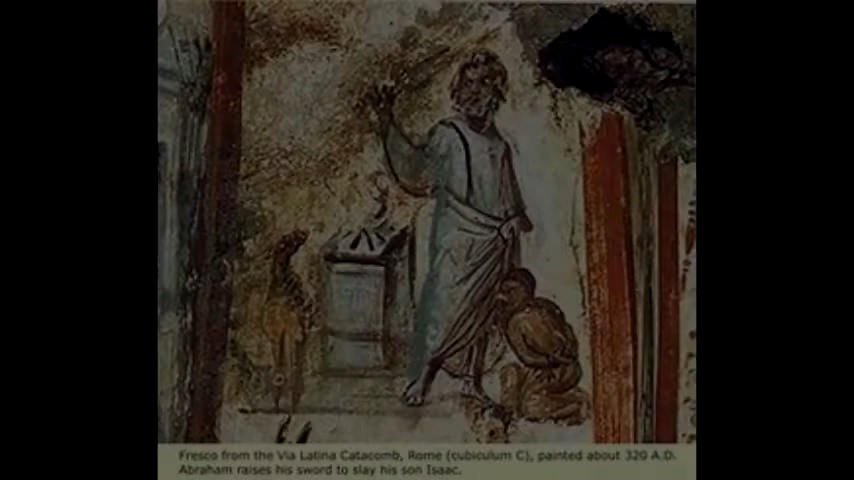 Fresco from the Via Latina Catacomb, Rome (cubiculum C), painted about 320 A.D.
Abraham raises his sword to slay his son Isaac.